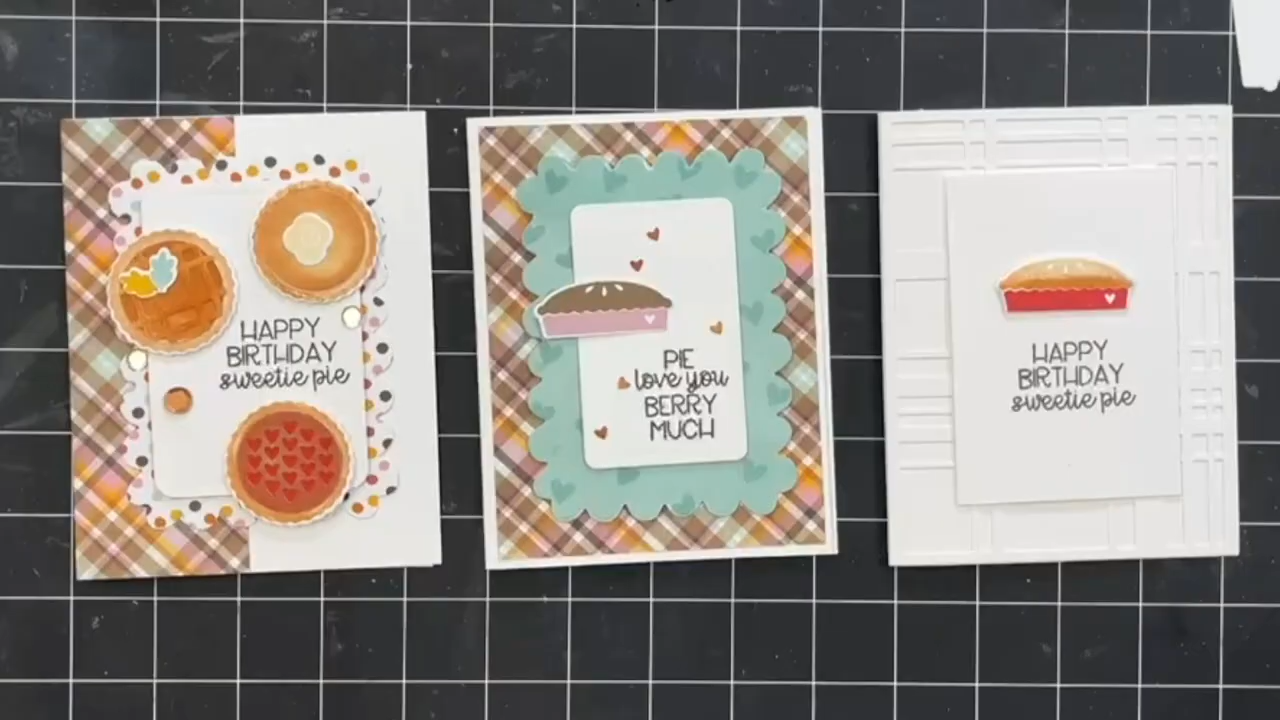 HAPPY
BIRTHDAY
sweetie pie
PIE
love you
BERRY
MUCH
HAPPY
BIRTHDAY
sweetie pie